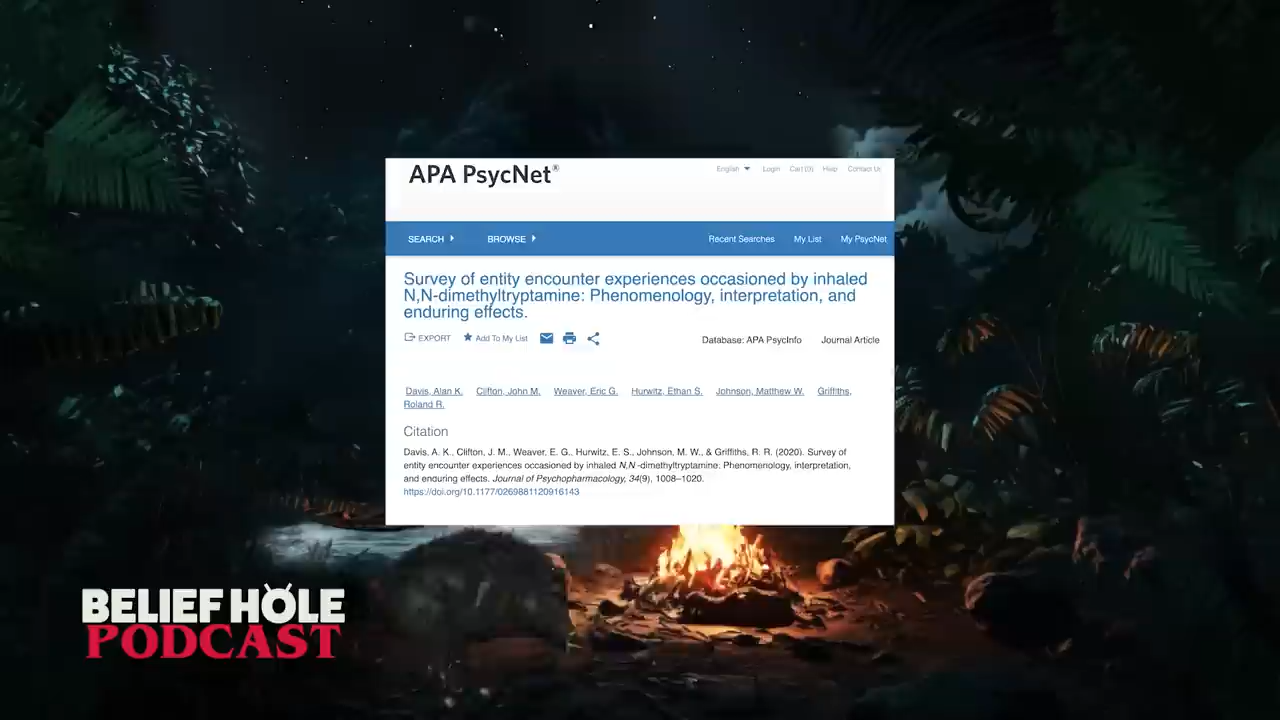 APA PsycNet®
English Login Cart (0) Help Contact Us
SEARCH BROWSE Recent Searches My List My PsycNet
Survey of entity encounter experiences occasioned by inhaled
N,N-dimethyltryptamine: Phenomenology, interpretation, and
enduring effects.
EXPORT Add To My List Database: APA PsycInfo Journal Article
Davis, Alan K. Clifton, John M. Weaver, Eric G. Hurwitz, Ethan S. Johnson, Matthew W. Griffiths,
Roland R.
Citation
Davis, A. K., Clifton, J. M., Weaver, E. G., Hurwitz, E. S., Johnson, M. W., & Griffiths, R. R. (2020). Survey of
entity encounter experiences occasioned by inhaled N,N-dimethyltryptamine: Phenomenology, interpretation,
and enduring effects. Journal of Psychopharmacology, 34(9), 1008–1020.
https://doi.org/10.1177/0269881120916143
BELIEF HOLE
PODCAST